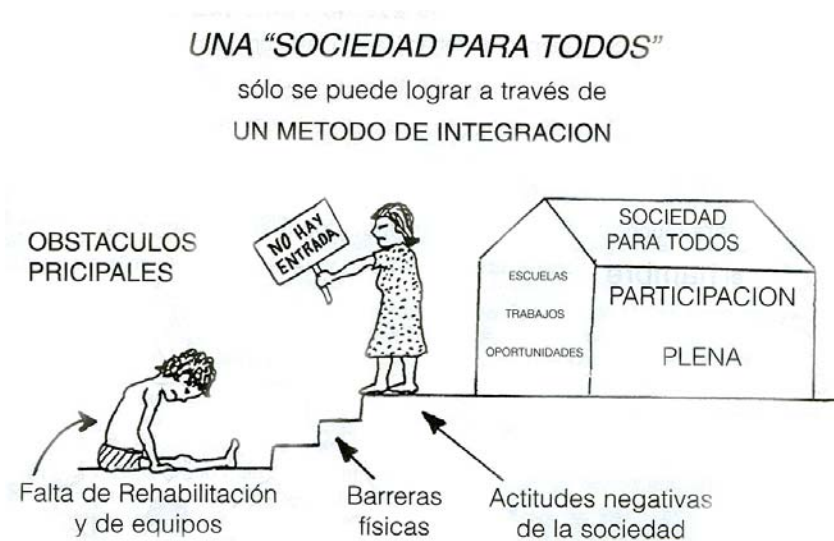 UNA “SOCIEDAD PARA TODOS”
sólo se puede lograr a través de
UN METODO DE INTEGRACION
OBSTACULOS
PRICIPALES
NO HAY
ENTRADA
SOCIEDAD
PARA TODOS
ESCUELAS
TRABAJOS
OPORTUNIDADES
PARTICIPACION
PLENA
Falta de Rehabilitación
y de equipos
Barreras
físicas
Actitudes negativas
de la sociedad